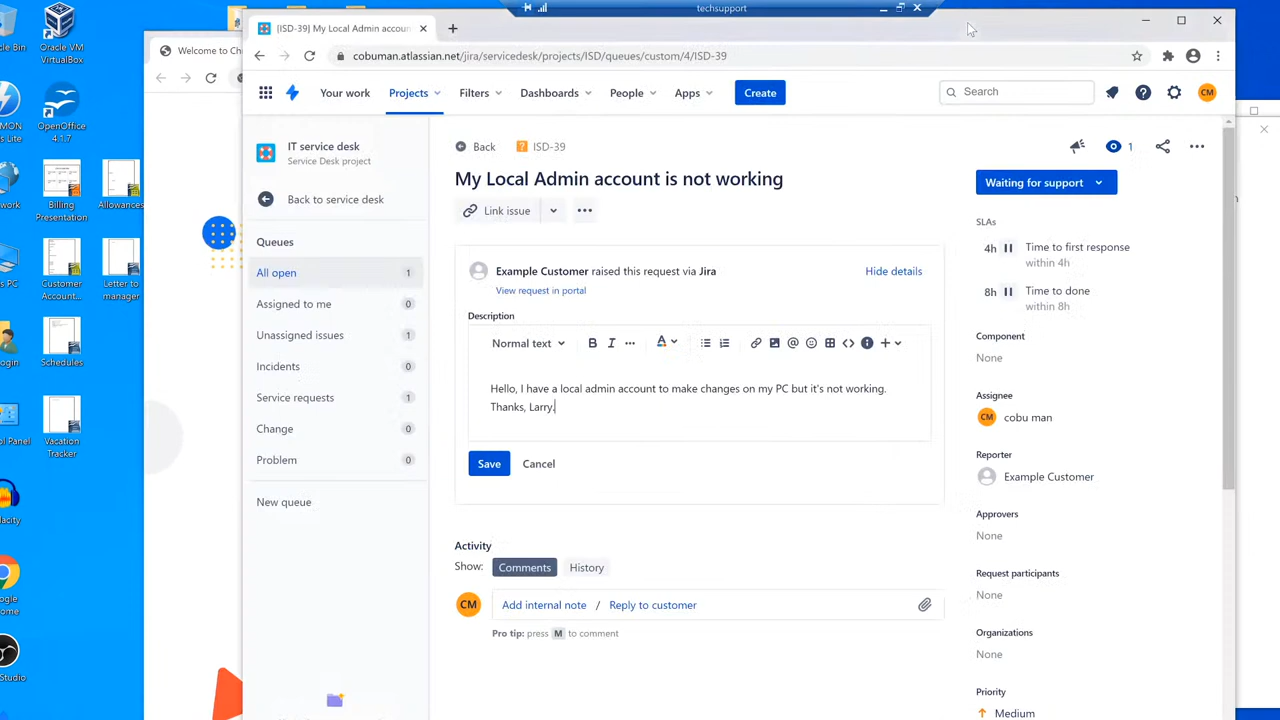 techsupport
Oracle VM
VirtualBox
OpenOffice
4.1.7
Billing
Presentation
Allowances
Customer
Account...
Letter to
manager
Schedules
Vacation
Tracker
Welcome to Ch
[ISD-39] My Local Admin accoun
cobuman.atlassian.net/jira/servicedesk/projects/ISD/queues/custom/4/ISD-39
Your work
Projects
Filters
Dashboards
People
Apps
Create
Search
CM
IT service desk
Service Desk project
Back to service desk
Queues
All open 1
Assigned to me 0
Unassigned issues 1
Incidents 0
Service requests 1
Change 0
Problem 0
New queue
Back
ISD-39
1
My Local Admin account is not working
Link issue
Example Customer raised this request via Jira
Hide details
View request in portal
Description
Normal text
Hello, I have a local admin account to make changes on my PC but it's not working.
Thanks, Larry.
Save
Cancel
Activity
Show:
Comments
History
CM
Add internal note / Reply to customer
Pro tip: press M to comment
Waiting for support
SLAs
4h Time to first response
within 4h
8h Time to done
within 8h
Component
None
Assignee
CM cobu man
Reporter
Example Customer
Approvers
None
Request participants
None
Organizations
None
Priority
Medium